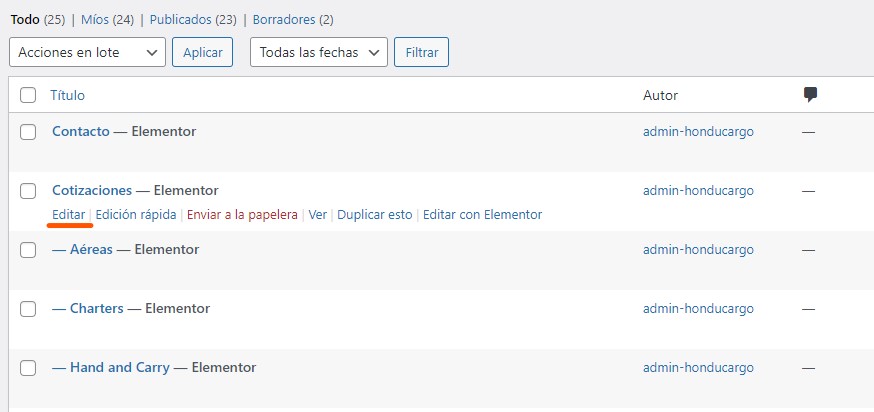 Todo (25) | Míos (24) | Publicados (23) | Borradores (2)
Acciones en lote Aplicar Todas las fechas Filtrar
Título Autor
Contacto — Elementor admin-honducargo —
Cotizaciones — Elementor admin-honducargo —
Editar | Edición rápida | Enviar a la papelera | Ver | Duplicar esto | Editar con Elementor
— Aéreas — Elementor admin-honducargo —
— Charters — Elementor admin-honducargo —
— Hand and Carry — Elementor admin-honducargo —